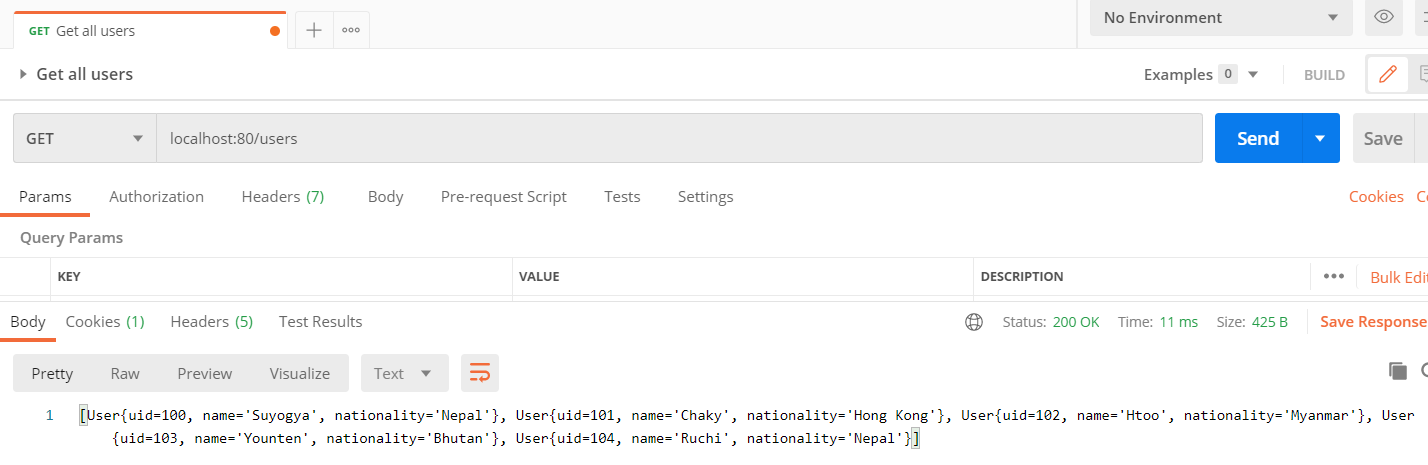 GET Get all users
No Environment
Get all users
Examples 0
BUILD
GET
localhost:80/users
Send
Save
Params Authorization Headers (7) Body Pre-request Script Tests Settings
Cookies
Query Params
KEY VALUE DESCRIPTION
Bulk Edit
Body Cookies (1) Headers (5) Test Results
Status: 200 OK Time: 11 ms Size: 425 B
Save Response
Pretty Raw Preview Visualize Text
1 [User{uid=100, name='Suyogya', nationality='Nepal'}, User{uid=101, name='Chaky', nationality='Hong Kong'}, User{uid=102, name='Htoo', nationality='Myanmar'}, User
{uid=103, name='Younten', nationality='Bhutan'}, User{uid=104, name='Ruchi', nationality='Nepal'}]